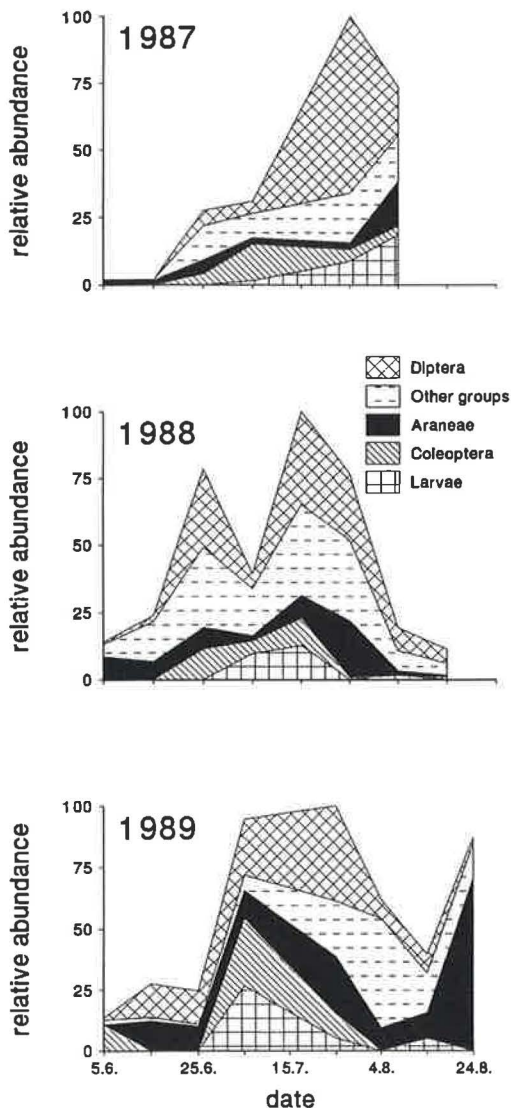 1987
relative abundance
100
75
50
25
0
Diptera
Other groups
Araneae
Coleoptera
Larvae
1988
relative abundance
100
75
50
25
0
1989
relative abundance
100
75
50
25
0
5.6. 25.6. 15.7. 4.8. 24.8.
date